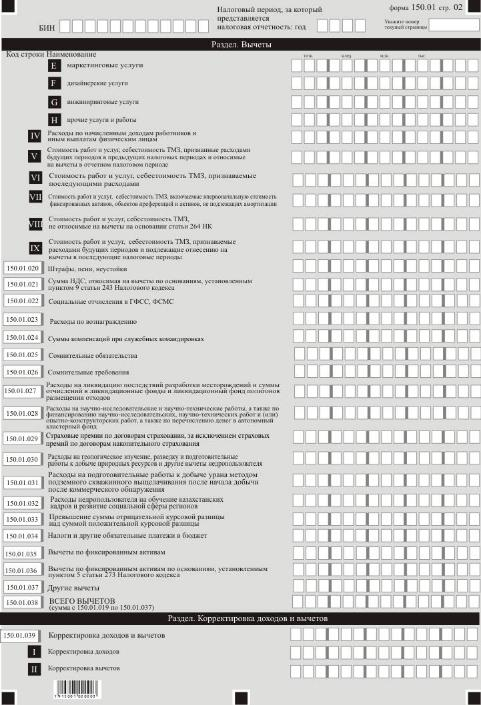 Налоговый период, за который
представляется
налоговая отчетность: год
форма 150.01 стр. 02
БИН
Укажите номер
текущей страницы
Раздел. Вычеты
Код строки Наименование
E маркетинговые услуги
F дизайнерские услуги
G инжиниринговые услуги
H прочие услуги и работы
IV Расходы по начисленным доходам работников и
иным выплатам физическим лицам
V Стоимость работ и услуг, себестоимость ТМЗ, признанные расходами
будущих периодов в предыдущих налоговых периодах и относимые
на вычеты в отчетном налоговом периоде
VI Стоимость работ и услуг, себестоимость ТМЗ, признаваемые
последующими расходами
VII Стоимость работ и услуг, себестоимость ТМЗ, включаемые в первоначальную стоимость
фиксированных активов, объектов преференций и активов, не подлежащих амортизации
VIII Стоимость работ и услуг, себестоимость ТМЗ,
не относимые на вычеты на основании статьи 264 НК
IX Стоимость работ и услуг, себестоимость ТМЗ, признаваемые
расходами будущих периодов и подлежащие отнесению на
вычеты в последующие налоговые периоды
150.01.020 Штрафы, пени, неустойки
150.01.021 Сумма НДС, относимая на вычеты по основаниям, установленным
пунктом 9 статьи 243 Налогового кодекса
150.01.022 Социальные отчисления в ГФСС, ФСМС
150.01.023 Расходы по вознаграждению
150.01.024 Суммы компенсаций при служебных командировках
150.01.025 Сомнительные обязательства
150.01.026 Сомнительные требования
150.01.027 Расходы на ликвидацию последствий разработки месторождений и суммы
отчислений в ликвидационные фонды и ликвидационный фонд полигонов
размещения отходов
150.01.028 Расходы на научно-исследовательские и научно-технические работы, а также по
финансированию научно-исследовательских, научно-технических работ и (или)
опытно-конструкторских работ, а также по перечислению денег в автономный
кластерный фонд
150.01.029 Страховые премии по договорам страхования, за исключением страховых
премий по договорам накопительного страхования
150.01.030 Расходы на геологическое изучение, разведку и подготовительные
работы к добыче природных ресурсов и другие вычеты недропользователя
150.01.031 Расходы на подготовительные работы к добыче урана методом
подземного скважинного выщелачивания после начала добычи
после коммерческого обнаружения
150.01.032 Расходы недропользователя на обучение казахстанских
кадров и развитие социальной сферы регионов
150.01.033 Превышение суммы отрицательной курсовой разницы
над суммой положительной курсовой разницы
150.01.034 Налоги и другие обязательные платежи в бюджет
150.01.035 Вычеты по фиксированным активам
150.01.036 Вычеты по фиксированным активам по основаниям, установленным
пунктом 5 статьи 273 Налогового кодекса
150.01.037 Другие вычеты
150.01.038 ВСЕГО ВЫЧЕТОВ
(сумма с 150.01.019 по 150.01.037)
Раздел. Корректировка доходов и вычетов
150.01.039 Корректировка доходов и вычетов
I Корректировка доходов
II Корректировка вычетов